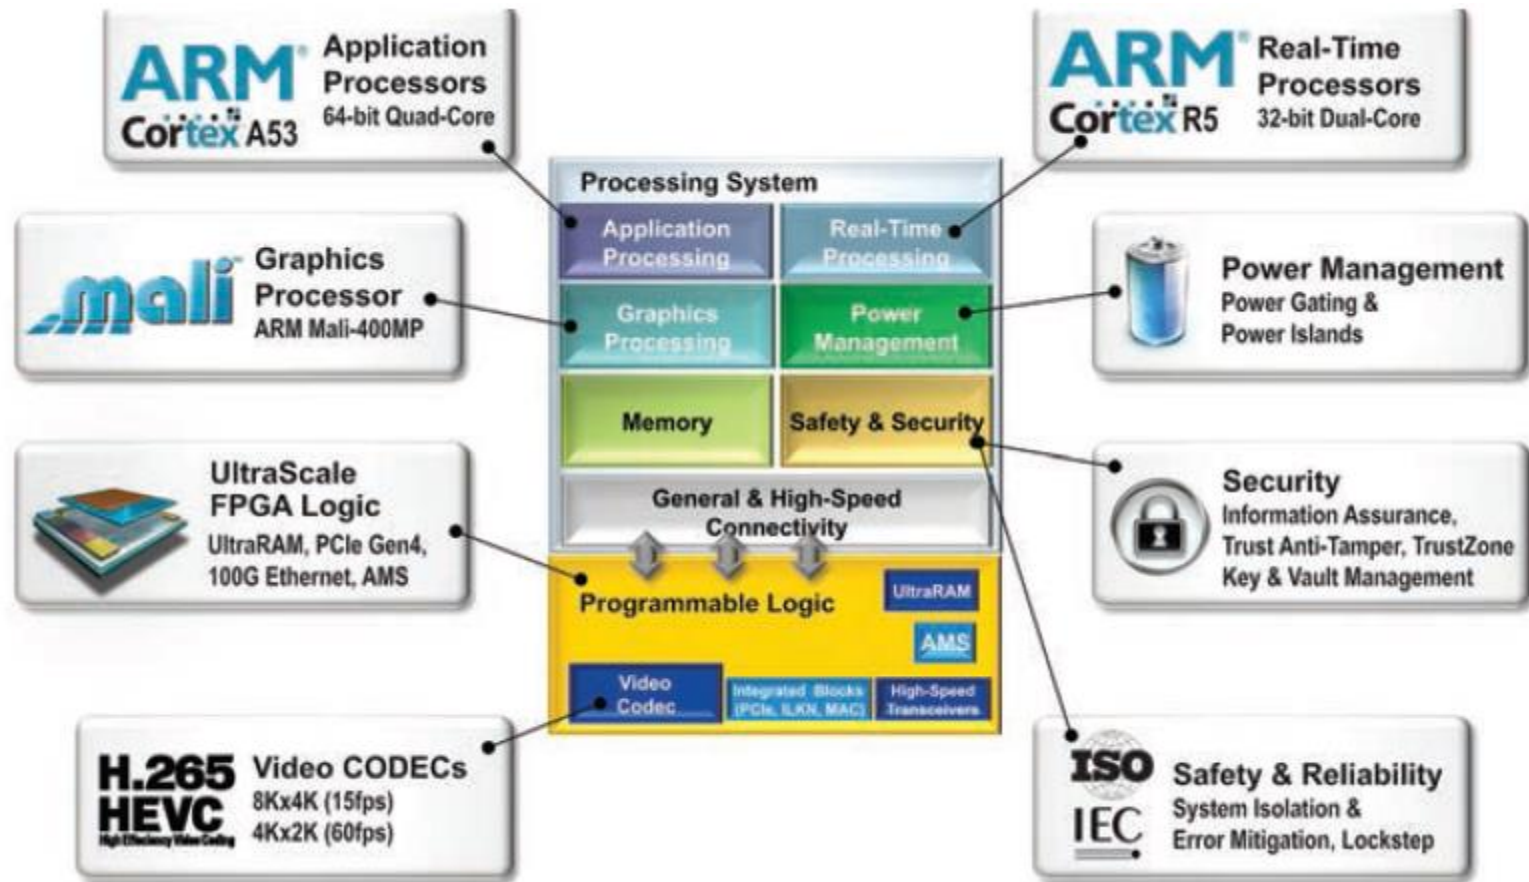 ARM®
Cortex A53
Application
Processors
64-bit Quad-Core
ARM®
Cortex R5
Real-Time
Processors
32-bit Dual-Core
mali™
Graphics
Processor
ARM Mali-400MP
UltraScale
FPGA Logic
UltraRAM, PCIe Gen4,
100G Ethernet, AMS
H.265
HEVC
High Efficiency Video Coding
Video CODECs
8Kx4K (15fps)
4Kx2K (60fps)
Processing System
Application
Processing
Real-Time
Processing
Graphics
Processing
Power
Management
Memory
Safety & Security
General & High-Speed
Connectivity
Programmable Logic
UltraRAM
AMS
Video
Codec
Integrated Blocks
(PCIe, ILKN, MAC)
High-Speed
Transceivers
Power Management
Power Gating &
Power Islands
Security
Information Assurance,
Trust Anti-Tamper, TrustZone
Key & Vault Management
ISO
IEC
Safety & Reliability
System Isolation &
Error Mitigation, Lockstep